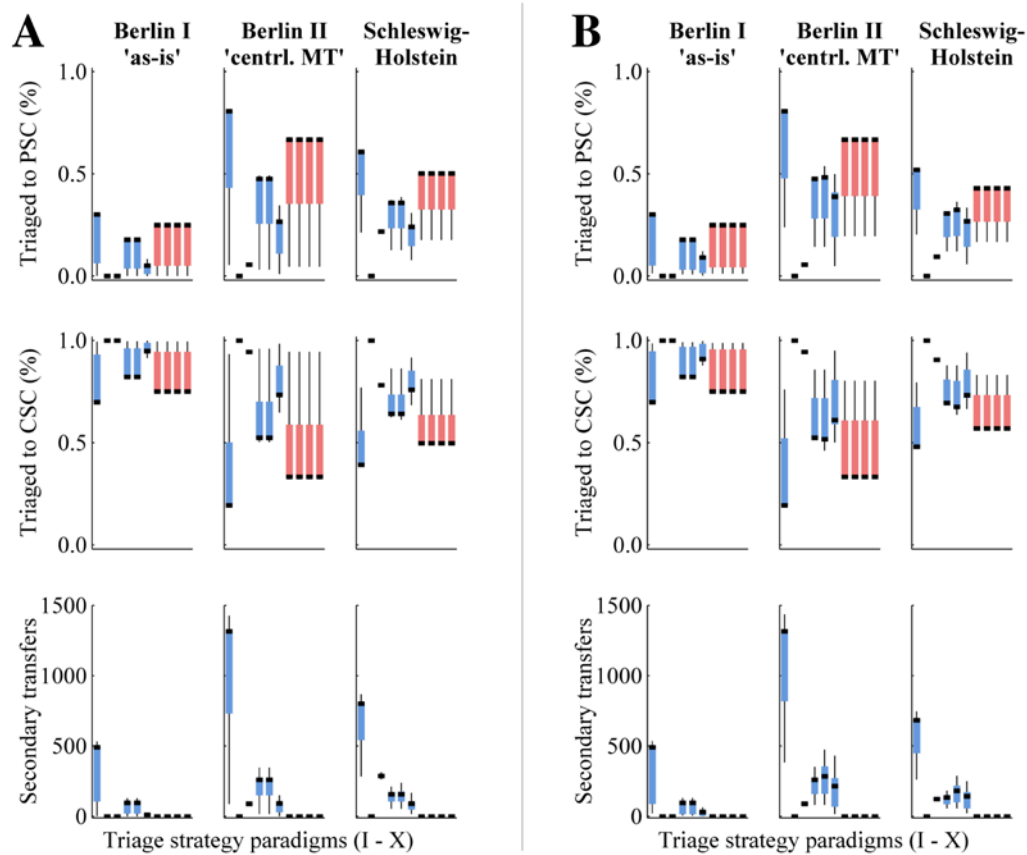 A
Berlin I 'as-is'
Berlin II 'centrl. MT'
Schleswig-Holstein
Triaged to PSC (%)
1.0
0.5
0.0
Triaged to CSC (%)
1.0
0.5
0.0
Secondary transfers
1500
1000
500
0
Triage strategy paradigms (I - X)
B
Berlin I 'as-is'
Berlin II 'centrl. MT'
Schleswig-Holstein
Triaged to PSC (%)
1.0
0.5
0.0
Triaged to CSC (%)
1.0
0.5
0.0
Secondary transfers
1500
1000
500
0
Triage strategy paradigms (I - X)